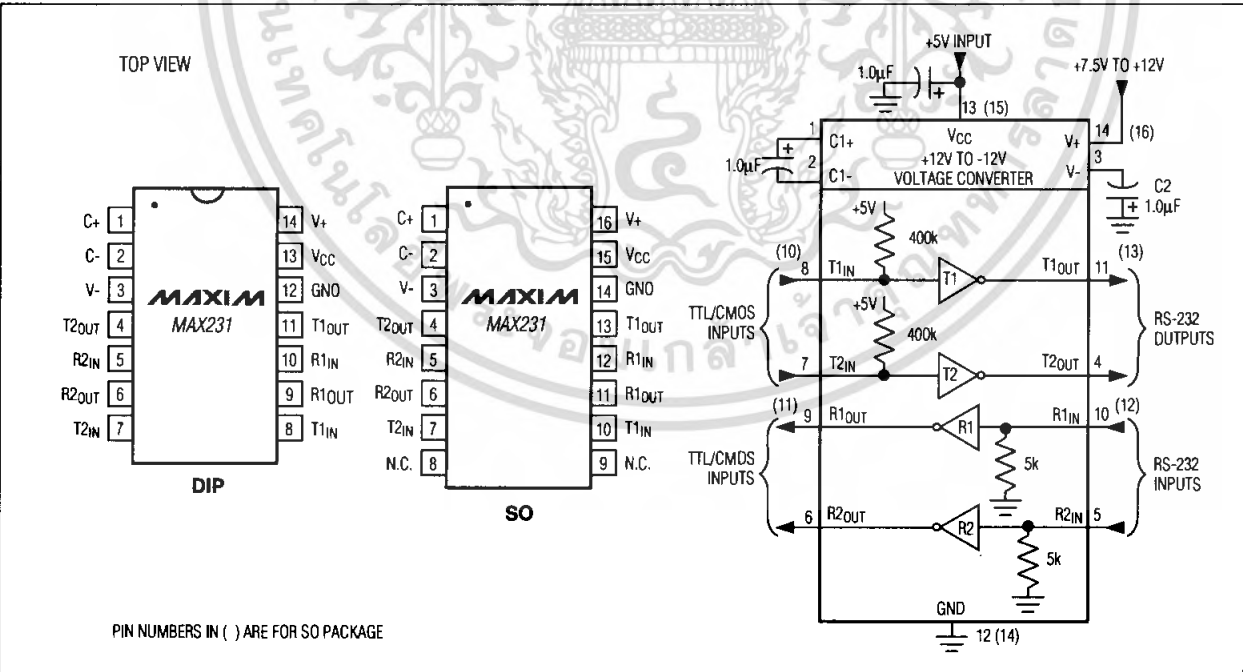 TOP VIEW
C+ 1
C- 2
V- 3
T2OUT 4
R2IN 5
R2OUT 6
T2IN 7
14 V+
13 VCC
12 GNO
11 T1OUT
10 R1IN
9 R1OUT
8 T1IN
MAXIM
MAX231
DIP
C+ 1
C- 2
V- 3
T2OUT 4
R2IN 5
R2OUT 6
T2IN 7
N.C. 8
16 V+
15 VCC
14 GND
13 T1OUT
12 R1IN
11 R1OUT
10 T1IN
9 N.C.
MAXIM
MAX231
SO
PIN NUMBERS IN ( ) ARE FOR SO PACKAGE
+5V INPUT
1.0µF
+
13 (15)
+7.5V TO +12V
1
C1+
+
1.0µF
2
C1-
VCC
+12V TO -12V
VOLTAGE CONVERTER
V+
14 (16)
V-
3
C2
+ 1.0µF
+5V
400k
(10)
8 T1IN
T1
T1OUT 11 (13)
TTL/CMOS
INPUTS
+5V
400k
7 T2IN
T2
T2OUT 4
RS-232
DUTPUTS
(11)
9 R1OUT
R1
R1IN 10 (12)
5k
TTL/CMDS
INPUTS
6 R2OUT
R2
R2IN 5
5k
RS-232
INPUTS
GND
12 (14)